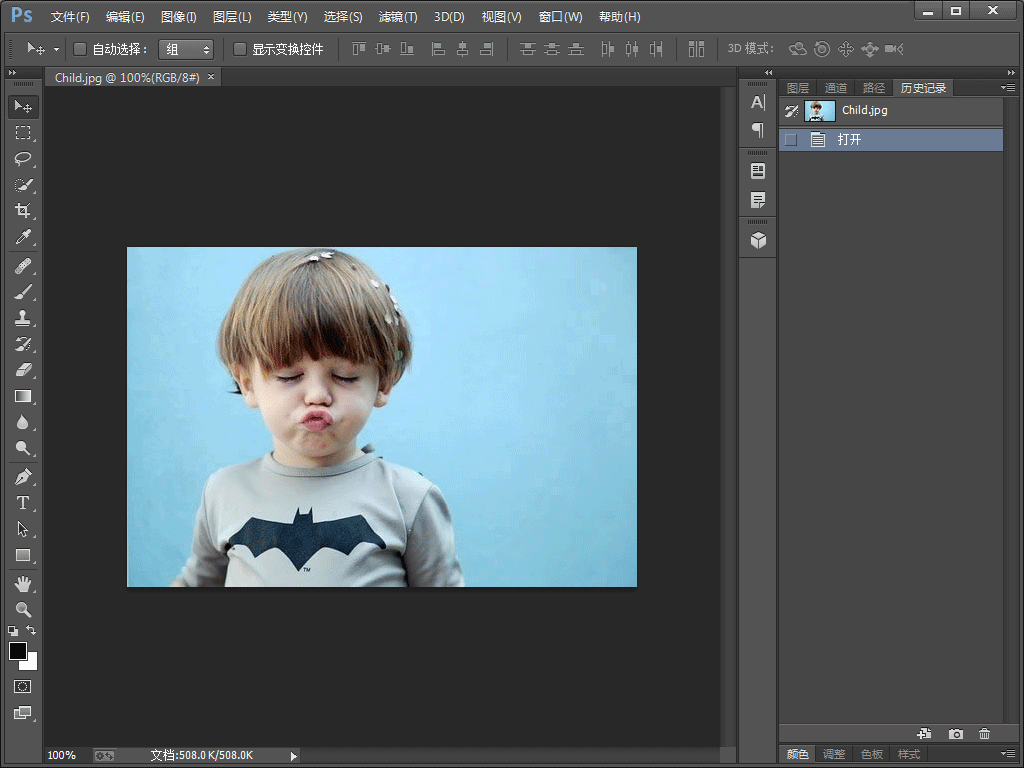 Ps 文件(F) 编辑(E) 图像(I) 图层(L) 类型(Y) 选择(S) 滤镜(T) 3D(D) 视图(V) 窗口(W) 帮助(H)
自动选择： 组 显示变换控件 3D 模式：
Child.jpg @ 100%(RGB/8#) ×
图层 通道 路径 历史记录
Child.jpg
打开
TM
100% 文档:508.0 K/508.0K
颜色 调整 色板 样式